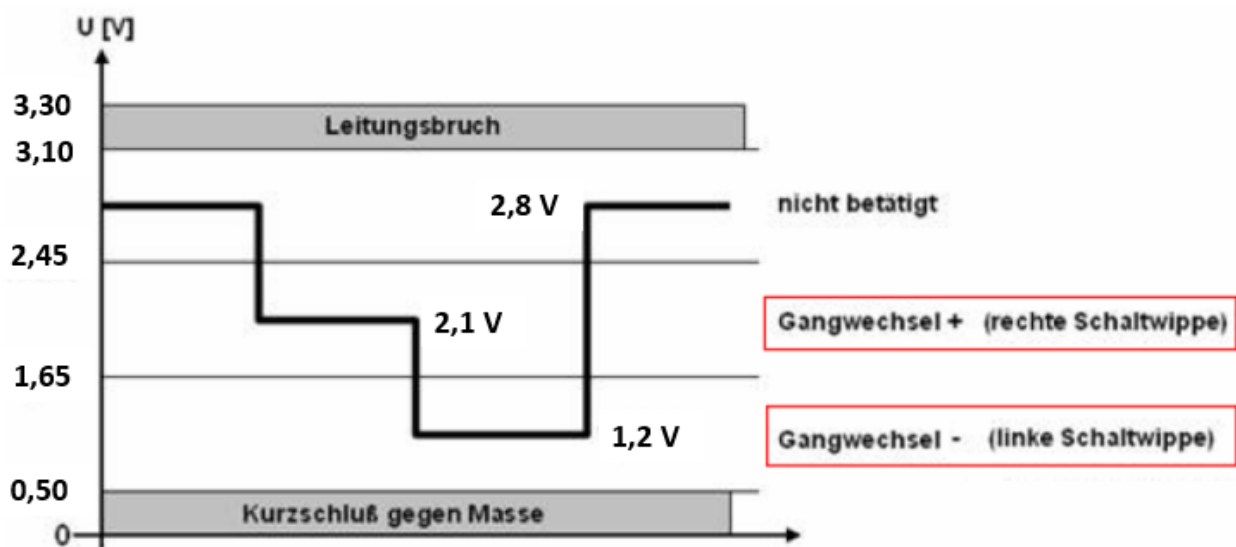 U [V]
3,30
Leitungsbruch
3,10
2,8 V nicht betätigt
2,45
2,1 V Gangwechsel + (rechte Schaltwippe)
1,65
1,2 V Gangwechsel - (linke Schaltwippe)
0,50
Kurzschluß gegen Masse
0